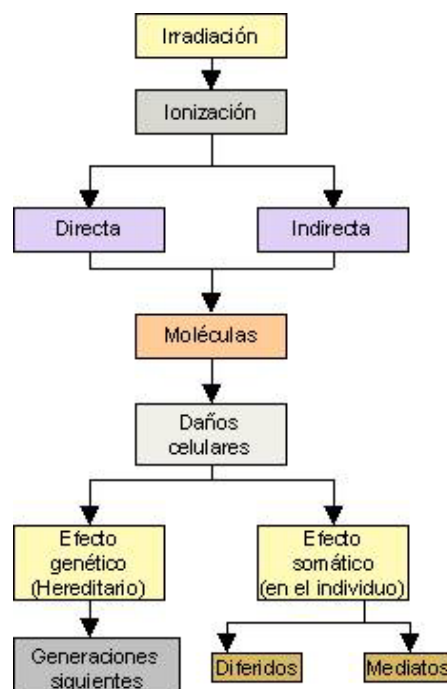 Irradiación
Ionización
Directa
Indirecta
Moléculas
Daños
celulares
Efecto
genético
(Hereditario)
Efecto
somático
(en el individuo)
Generaciones
siguientes
Diferidos
Mediatos